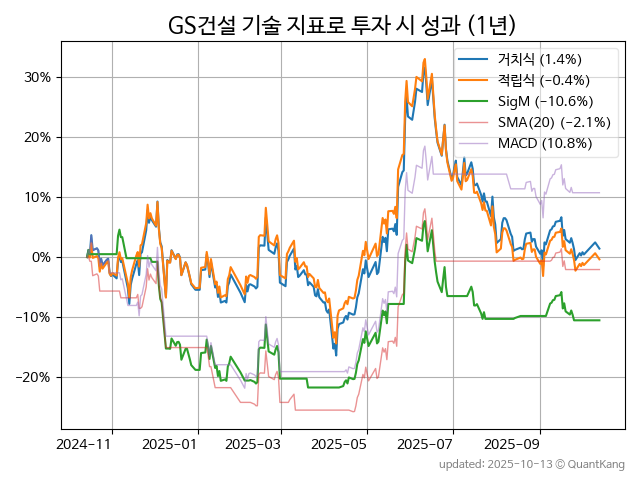 GS건설 기술 지표로 투자 시 성과 (1년)
거치식 (1.4%)
적립식 (−0.4%)
SigM (−10.6%)
SMA(20) (−2.1%)
MACD (10.8%)
30%
20%
10%
0%
−10%
−20%
2024-11 2025-01 2025-03 2025-05 2025-07 2025-09
updated: 2025-10-13 © QuantKang